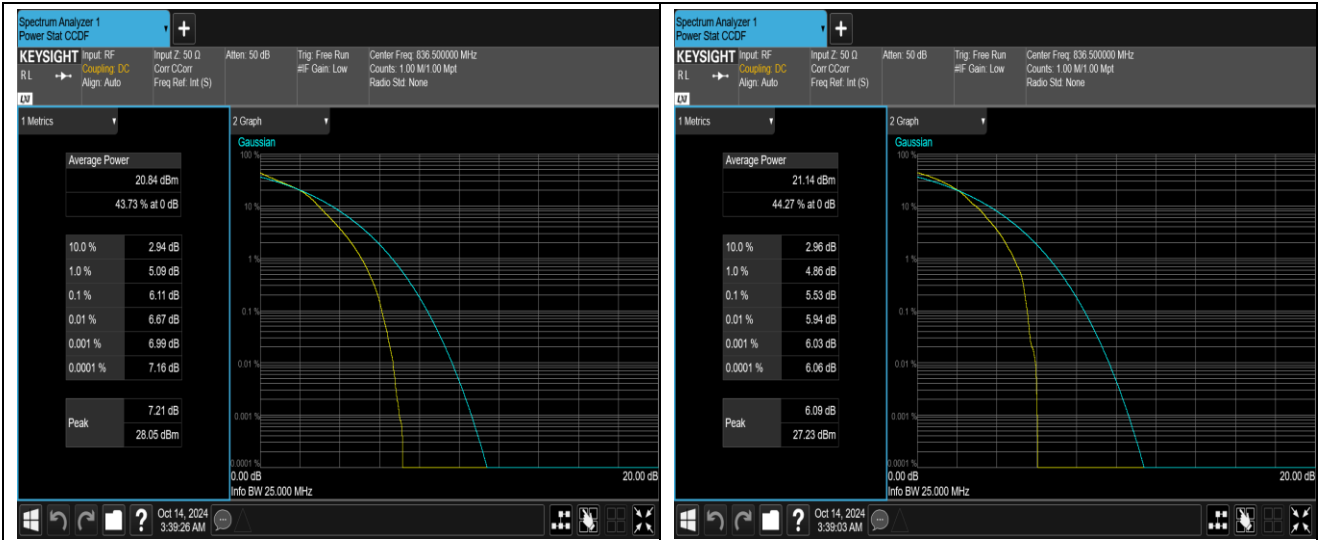 Spectrum Analyzer 1
Power Stat CCDF
KEYSIGHT
RL
LXI
Input: RF
Coupling: DC
Align: Auto
Input Z: 50 Ω
Corr CCorr
Freq Ref: Int (S)
Atten: 50 dB
Trig: Free Run
#IF Gain: Low
Center Freq: 836.500000 MHz
Counts: 1.00 M/1.00 Mpt
Radio Std: None
1 Metrics
Average Power
20.84 dBm
43.73 % at 0 dB
10.0 % 2.94 dB
1.0 % 5.09 dB
0.1 % 6.11 dB
0.01 % 6.67 dB
0.001 % 6.99 dB
0.0001 % 7.16 dB
Peak
7.21 dB
28.05 dBm
2 Graph
Gaussian
100 %
10 %
1 %
0.1 %
0.01 %
0.001 %
0.0001 %
0.00 dB
20.00 dB
Info BW 25.000 MHz
?
Oct 14, 2024
3:39:26 AM
Spectrum Analyzer 1
Power Stat CCDF
KEYSIGHT
RL
LXI
Input: RF
Coupling: DC
Align: Auto
Input Z: 50 Ω
Corr CCorr
Freq Ref: Int (S)
Atten: 50 dB
Trig: Free Run
#IF Gain: Low
Center Freq: 836.500000 MHz
Counts: 1.00 M/1.00 Mpt
Radio Std: None
1 Metrics
Average Power
21.14 dBm
44.27 % at 0 dB
10.0 % 2.96 dB
1.0 % 4.86 dB
0.1 % 5.53 dB
0.01 % 5.94 dB
0.001 % 6.03 dB
0.0001 % 6.06 dB
Peak
6.09 dB
27.23 dBm
2 Graph
Gaussian
100 %
10 %
1 %
0.1 %
0.01 %
0.001 %
0.0001 %
0.00 dB
20.00 dB
Info BW 25.000 MHz
?
Oct 14, 2024
3:39:03 AM